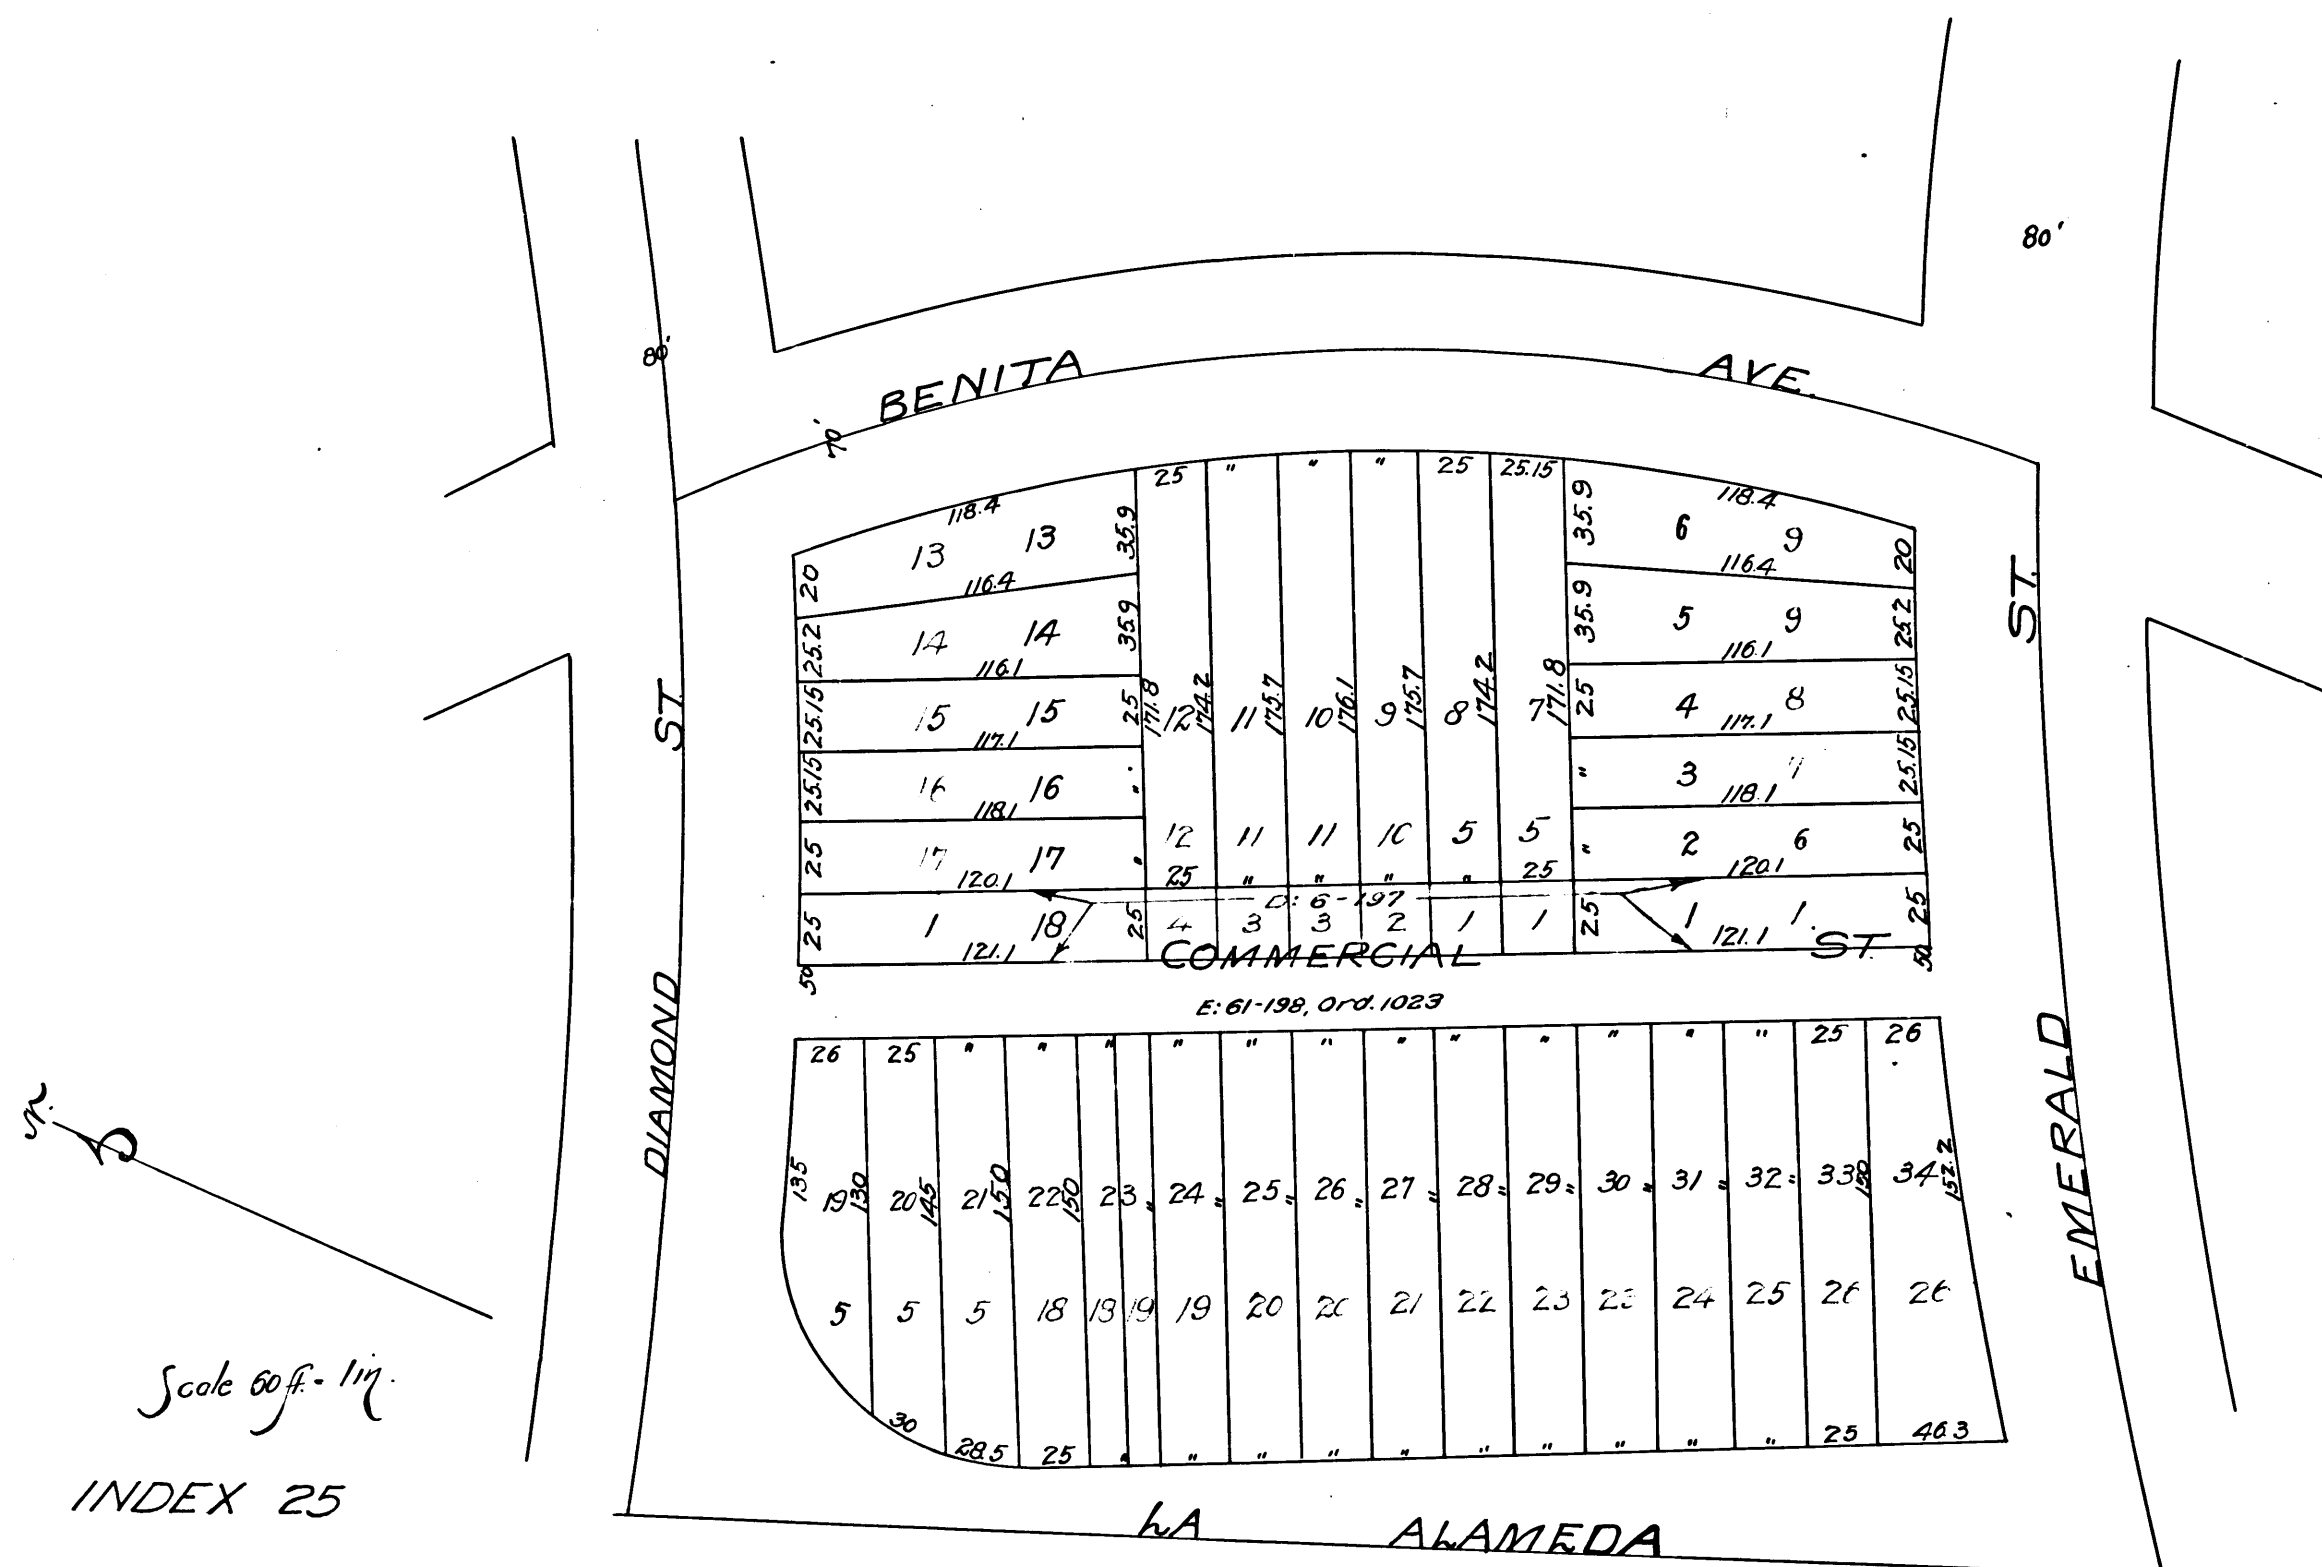 80'
80'
BENITA AVE.
70'
25 " " " 25 25.15
118.4 118.4
13 13 35.9 35.9 6 9
20 116.4 116.4 20
14 14 35.9 35.9 5 9
25.2 116.1 116.1 25.2
ST.
ST.
15 15 25 171.8 12 174.2 11 175.7 10 176.1 9 175.7 8 174.2 7 171.8 25 4 8
25.15 117.1 117.1 25.15
16 16 " " 3 7
25.15 118.1 118.1 25.15
17 17 " 12 11 11 10 5 5 " 2 6
25 120.1 25 " " " " 25 120.1 25
D: 6-197
25 1 18 25 4 3 3 2 1 1 25 1 1. 25
121.1 121.1
50 COMMERCIAL ST. 50
E: 61-198, Ord. 1023
DIAMOND
EMERALD
26 25 " " " " " " " " " " " " 25 26
N.
135 19 130 20 145 21 150 22 150 23 " 24 " 25 " 26 " 27 " 28 " 29 " 30 " 31 " 32 " 33 150 34 152.2
5 5 5 18 18 19 19 20 20 21 22 23 23 24 25 26 26
30 28.5 25 " " " " " " " " " " 25 46.3
Scale 60 ft. = 1 in.
INDEX 25
LA ALAMEDA